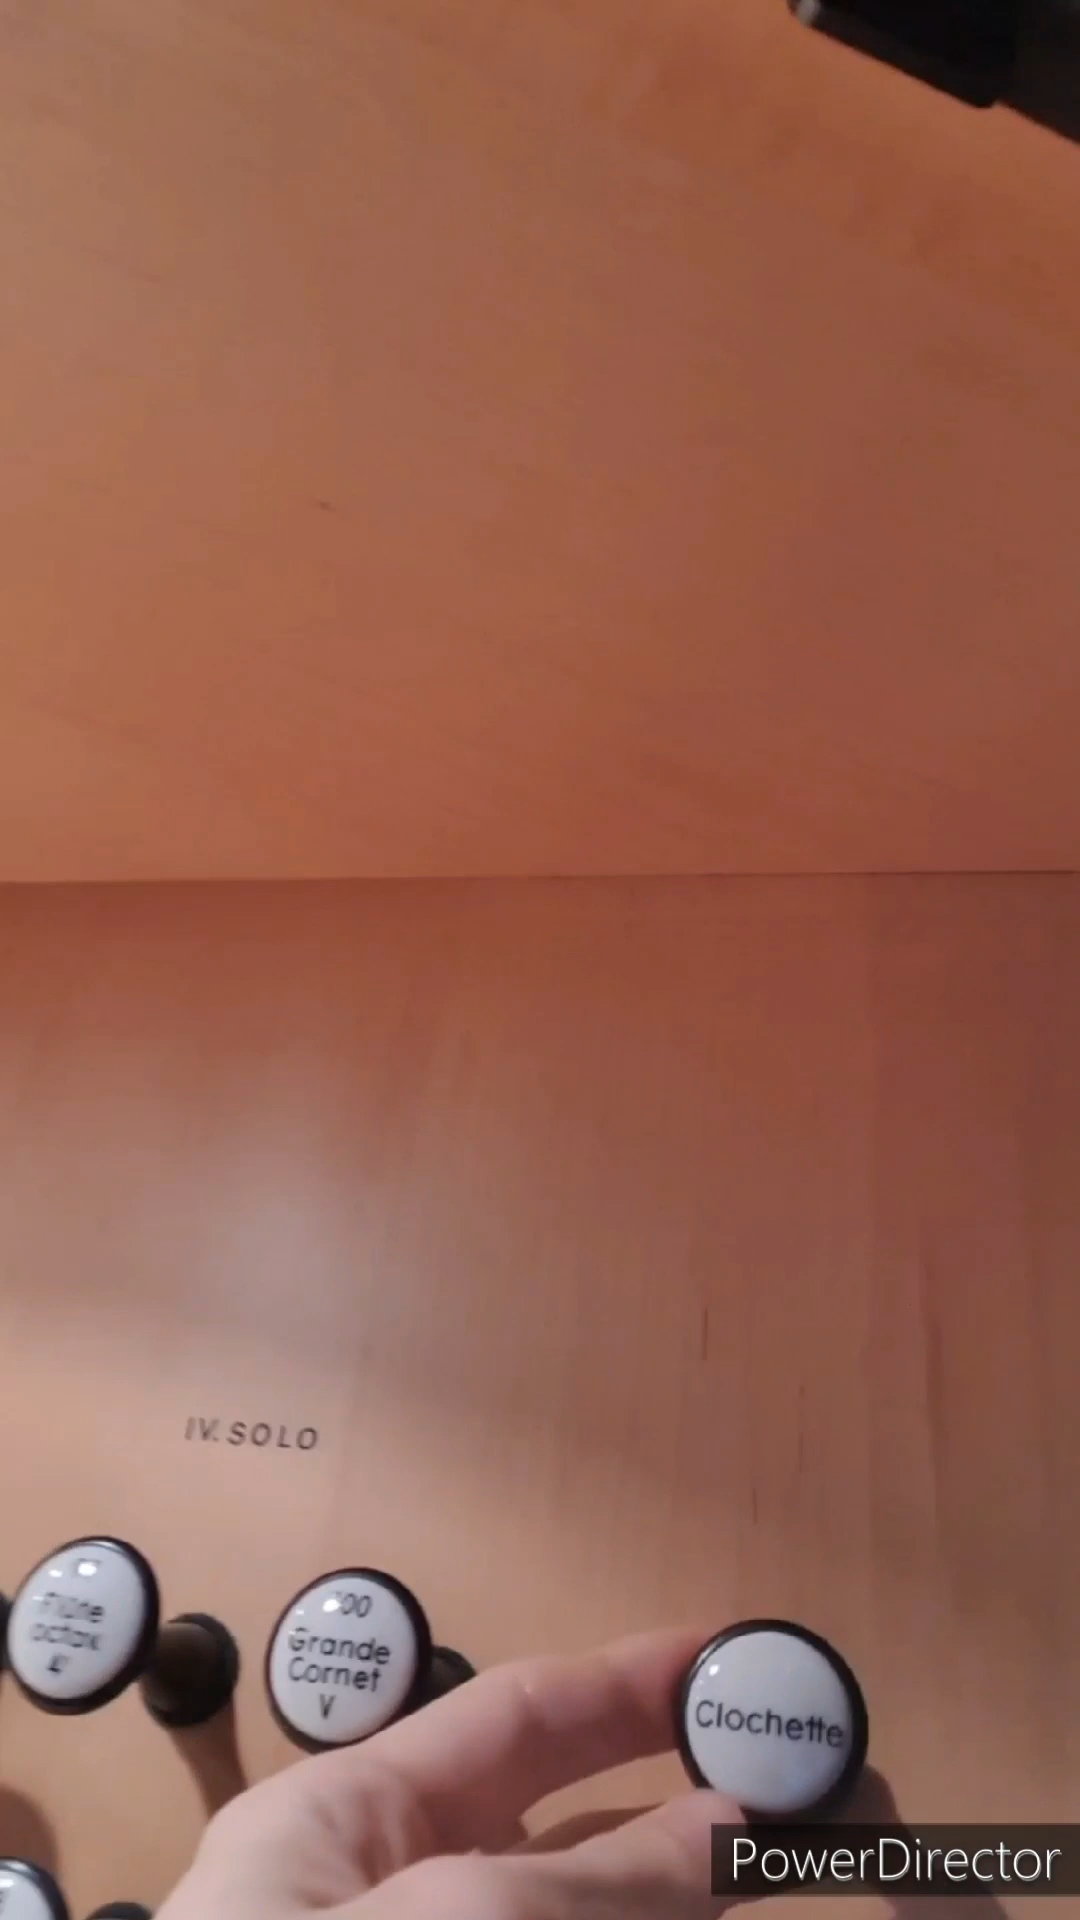 IV. SOLO
Flûte
octav.
4'
Grande
Cornet
V
Clochette
PowerDirector